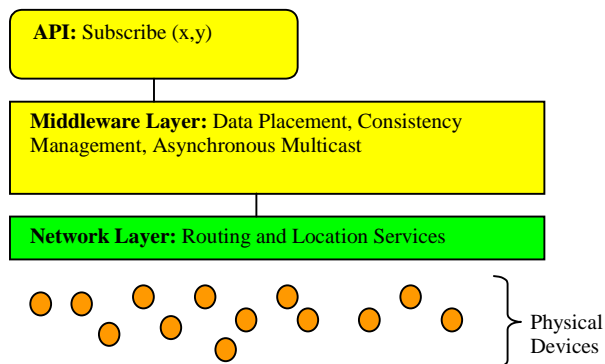 API: Subscribe (x,y)
Middleware Layer: Data Placement, Consistency
Management, Asynchronous Multicast
Network Layer: Routing and Location Services
Physical
Devices